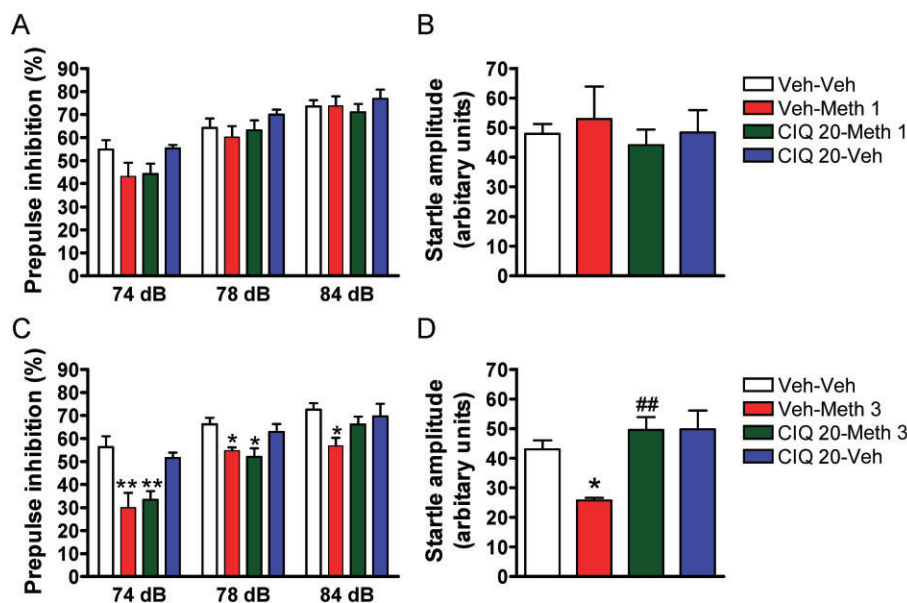 A
Prepulse inhibition (%)
90
80
70
60
50
40
30
20
10
0
74 dB 78 dB 84 dB
B
Startle amplitude
(arbitary units)
70
60
50
40
30
20
10
0
Veh-Veh
Veh-Meth 1
CIQ 20-Meth 1
CIQ 20-Veh
C
Prepulse inhibition (%)
90
80
70
60
50
40
30
20
10
0
** ** * * *
74 dB 78 dB 84 dB
D
Startle amplitude
(arbitary units)
70
60
50
40
30
20
10
0
* ##
Veh-Veh
Veh-Meth 3
CIQ 20-Meth 3
CIQ 20-Veh